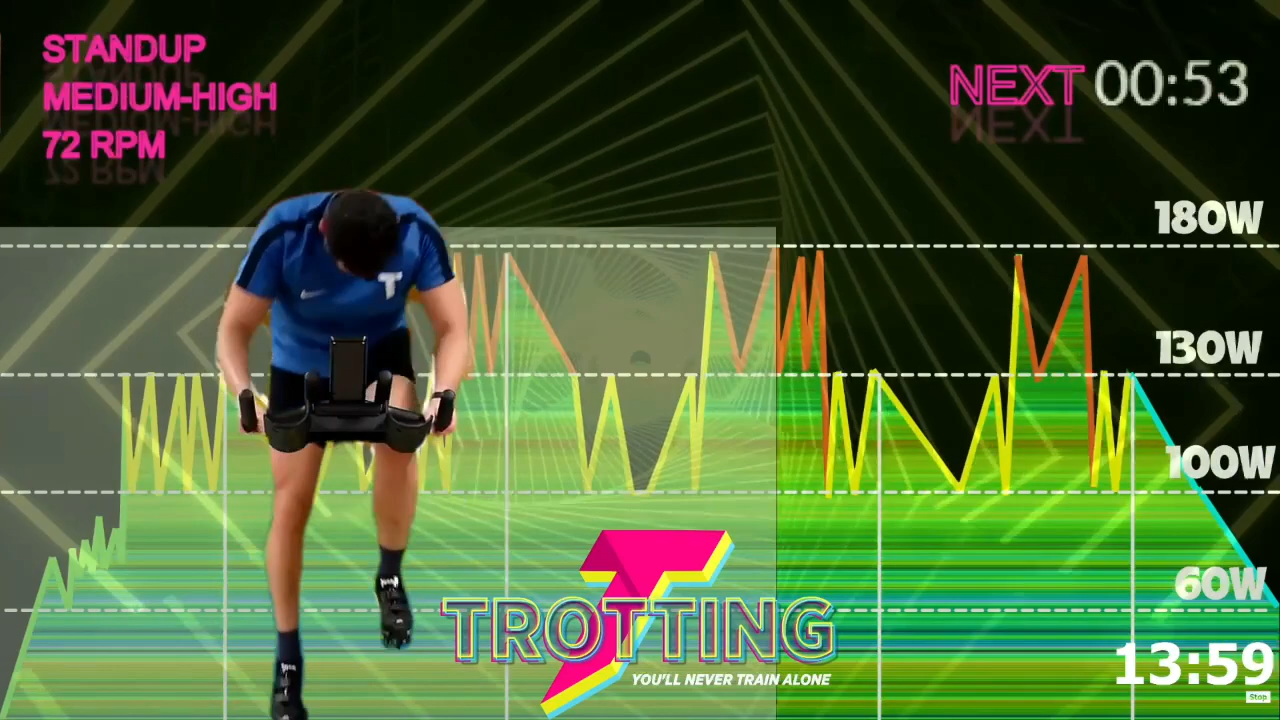 STANDUP
MEDIUM-HIGH
72 RPM
NEXT 00:53
180W
130W
100W
60W
T
TROTTING
YOU'LL NEVER TRAIN ALONE
13:59
Stop